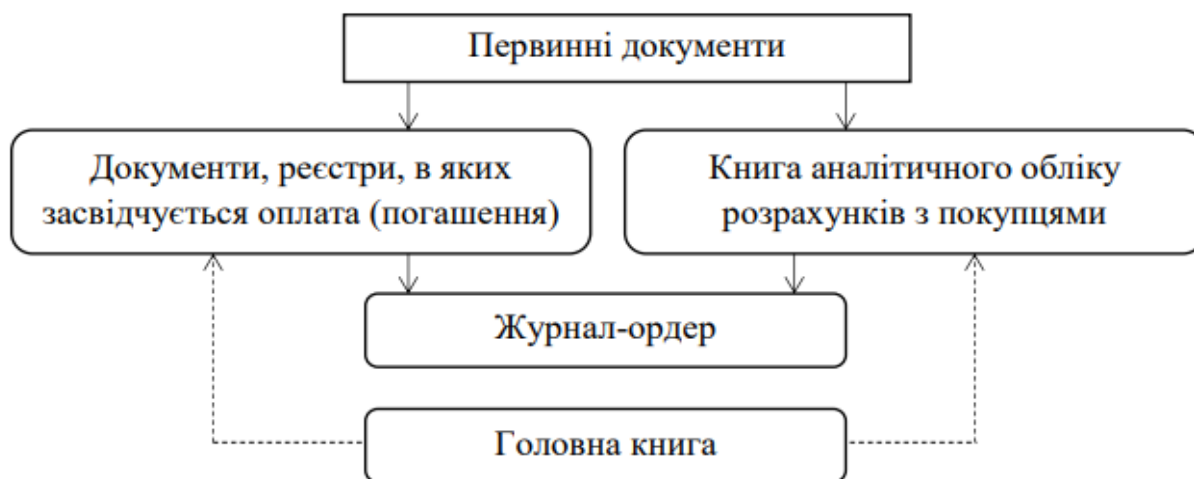 Первинні документи
Документи, реєстри, в яких
засвідчується оплата (погашення)
Книга аналітичного обліку
розрахунків з покупцями
Журнал-ордер
Головна книга